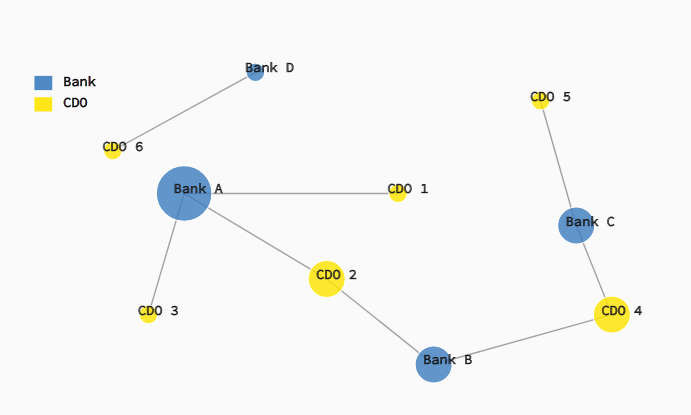 Bank D
Bank
CDO
CDO 5
CDO 6
Bank A
CDO 1
Bank C
CDO 2
CDO 3
CDO 4
Bank B